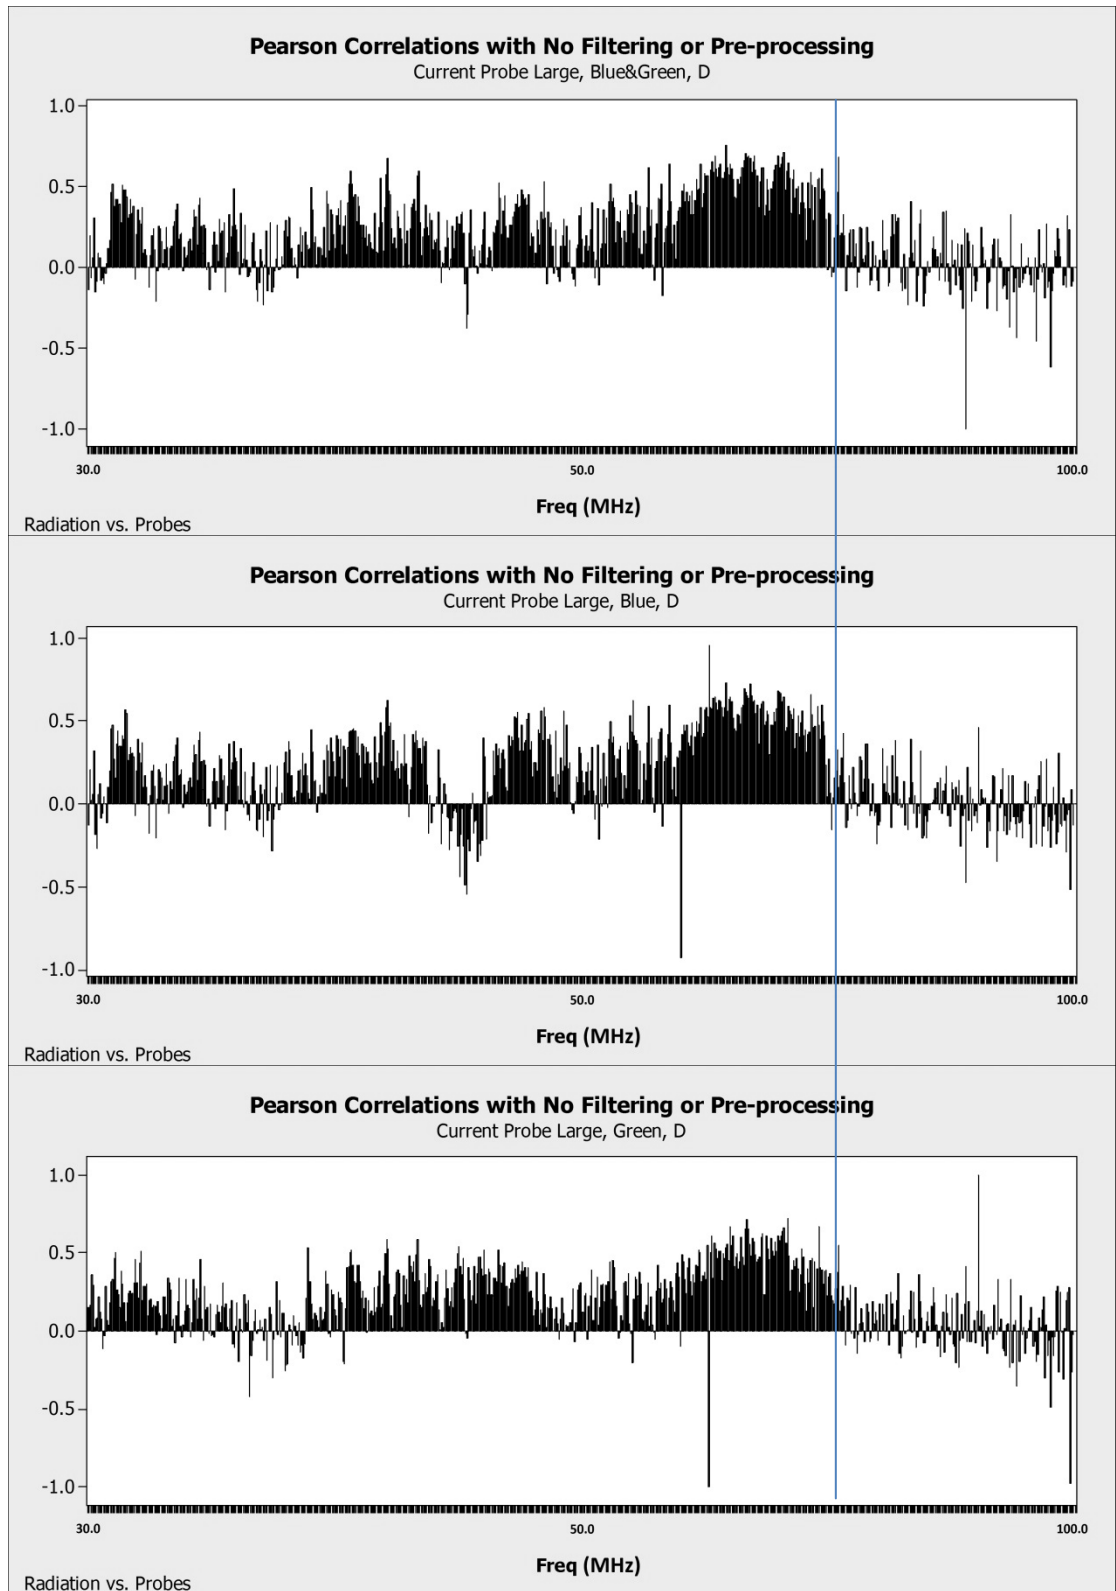 Pearson Correlations with No Filtering or Pre-processing
Current Probe Large, Blue&Green, D
1.0
0.5
0.0
-0.5
-1.0
30.0 50.0 100.0
Freq (MHz)
Radiation vs. Probes
Pearson Correlations with No Filtering or Pre-processing
Current Probe Large, Blue, D
1.0
0.5
0.0
-0.5
-1.0
30.0 50.0 100.0
Freq (MHz)
Radiation vs. Probes
Pearson Correlations with No Filtering or Pre-processing
Current Probe Large, Green, D
1.0
0.5
0.0
-0.5
-1.0
30.0 50.0 100.0
Freq (MHz)
Radiation vs. Probes